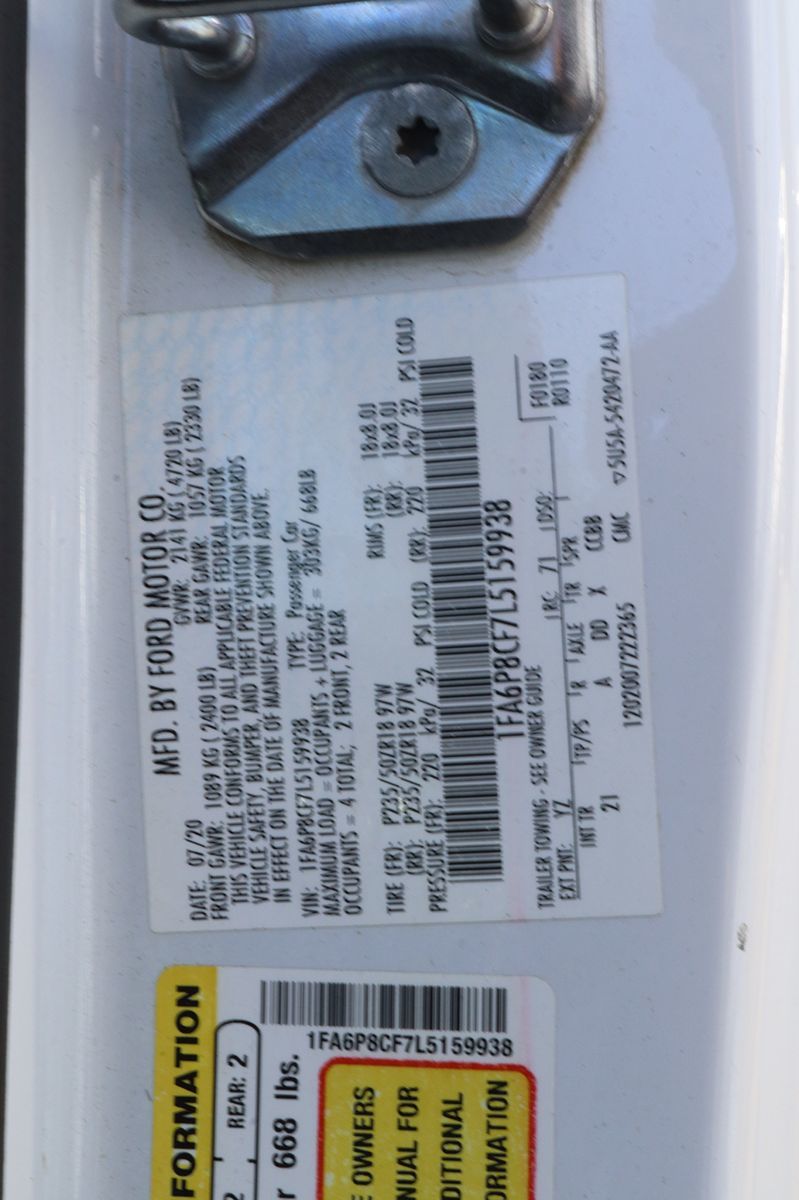 MFD. BY FORD MOTOR CO.
DATE: 07/20 GVWR: 2141 KG ( 4720 LB)
FRONT GAWR: 1089 KG ( 2400 LB) REAR GAWR: 1057 KG ( 2330 LB)
THIS VEHICLE CONFORMS TO ALL APPLICABLE FEDERAL MOTOR
VEHICLE SAFETY, BUMPER, AND THEFT PREVENTION STANDARDS
IN EFFECT ON THE DATE OF MANUFACTURE SHOWN ABOVE.
VIN: 1FA6P8CF7L5159938 TYPE: Passenger Car
MAXIMUM LOAD = OCCUPANTS + LUGGAGE = 303KG/ 668LB
OCCUPANTS = 4 TOTAL; 2 FRONT, 2 REAR
TIRE (FR): P235/50ZR18 97W RIMS (FR): 18x8.0J
(RR): P235/50ZR18 97W (RR): 18x8.0J
PRESSURE (FR): 220 kPa/ 32 PSI COLD (RR): 220 kPa/ 32 PSI COLD
1FA6P8CF7L5159938
TRAILER TOWING - SEE OWNER GUIDE F0180
EXT PNT: YZ RC: 71 DSO: R0110
INT TR TP/PS R AXLE TR SPR
21 A DD X CCBB
1202007222365 CMC ▽5U5A-5420472-AA
FORMATION
2 REAR: 2
r 668 lbs.
1FA6P8CF7L5159938
E OWNERS
NUAL FOR
DITIONAL
ORMATION